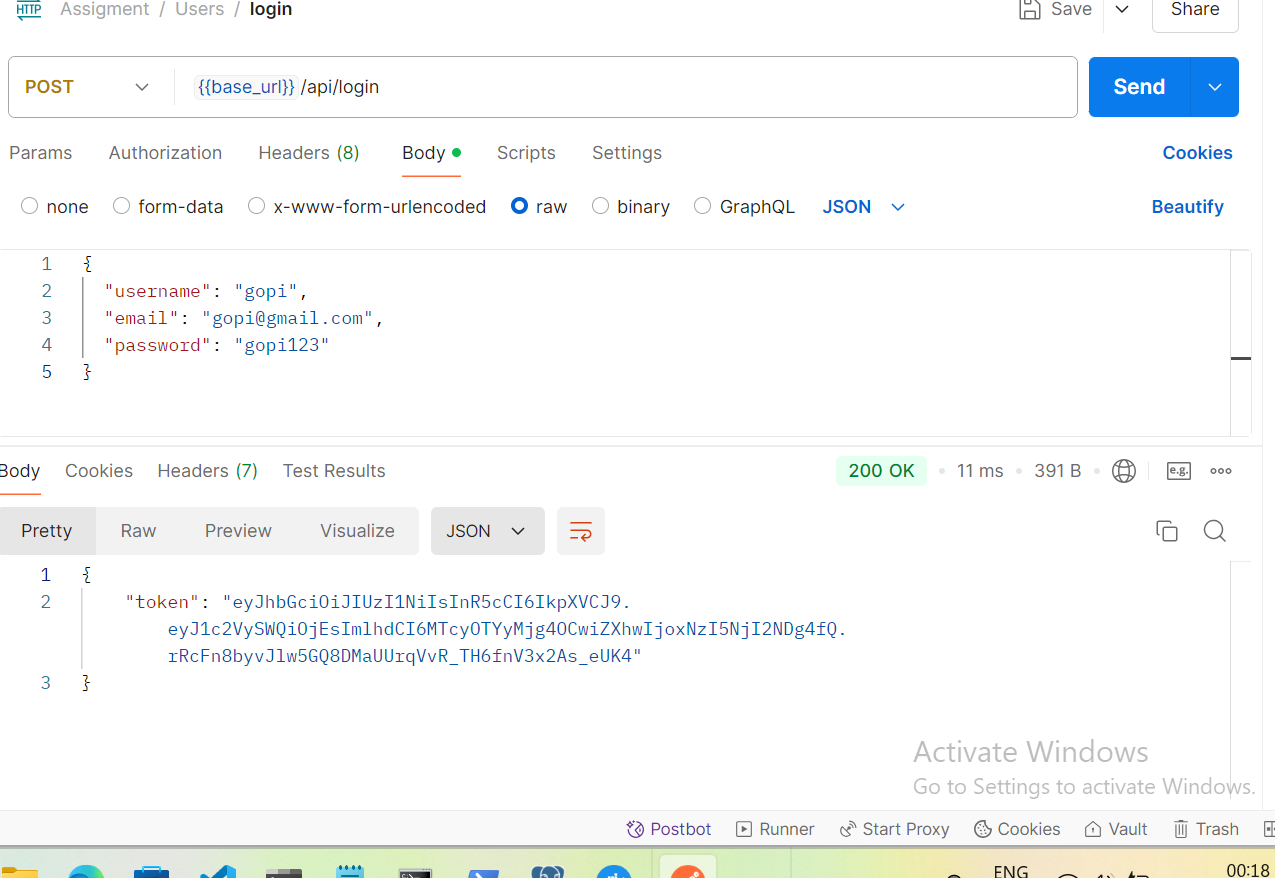 HTTP Assigment / Users / login Save Share
POST {{base_url}} /api/login Send
Params Authorization Headers (8) Body Scripts Settings Cookies
none form-data x-www-form-urlencoded raw binary GraphQL JSON Beautify
1 {
2 "username": "gopi",
3 "email": "gopi@gmail.com",
4 "password": "gopi123"
5 }
Body Cookies Headers (7) Test Results 200 OK 11 ms 391 B e.g.
Pretty Raw Preview Visualize JSON
1 {
2 "token": "eyJhbGciOiJIUzI1NiIsInR5cCI6IkpXVCJ9.
eyJ1c2VySWQiOjEsImlhdCI6MTcyOTYyMjg4OCwiZXhwIjoxNzI5NjI2NDg4fQ.
rRcFn8byvJlw5GQ8DMaUUrqVvR_TH6fnV3x2As_eUK4"
3 }
Activate Windows
Go to Settings to activate Windows.
Postbot Runner Start Proxy Cookies Vault Trash
ENG 00:18